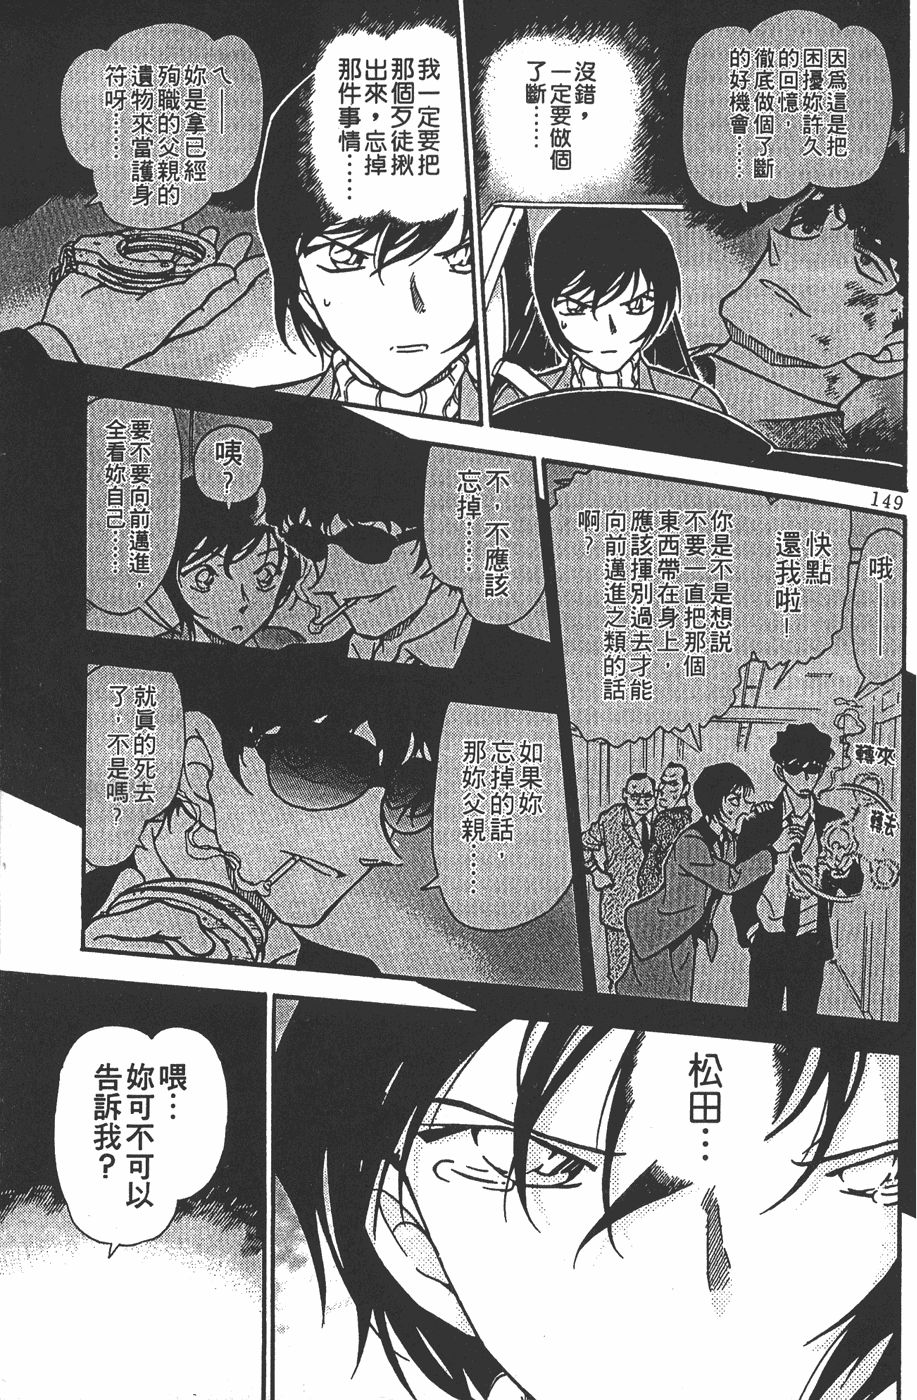 因為這是把
困擾妳許久
的回憶，
徹底做個了斷
的好機會……
沒錯，
一定要做個
了斷…
我一定要把
那個歹徒揪
出來，忘掉
那件事情……
ㄟ——
妳是拿已經
殉職的父親的
遺物來當護身
符呀……
149
哦——
快點
還我啦！
你是不是想說
不要一直把那個
東西帶在身上，
應該揮別過去才能
向前邁進之類的話
啊？
轉來
轉去
不，不應該
忘掉……
咦？
要不要向前邁進，
全看妳自己……
如果妳
忘掉的話，
那妳父親……
就真的死去
了，不是嗎？
松田…
喂…
妳可不可以
告訴我？